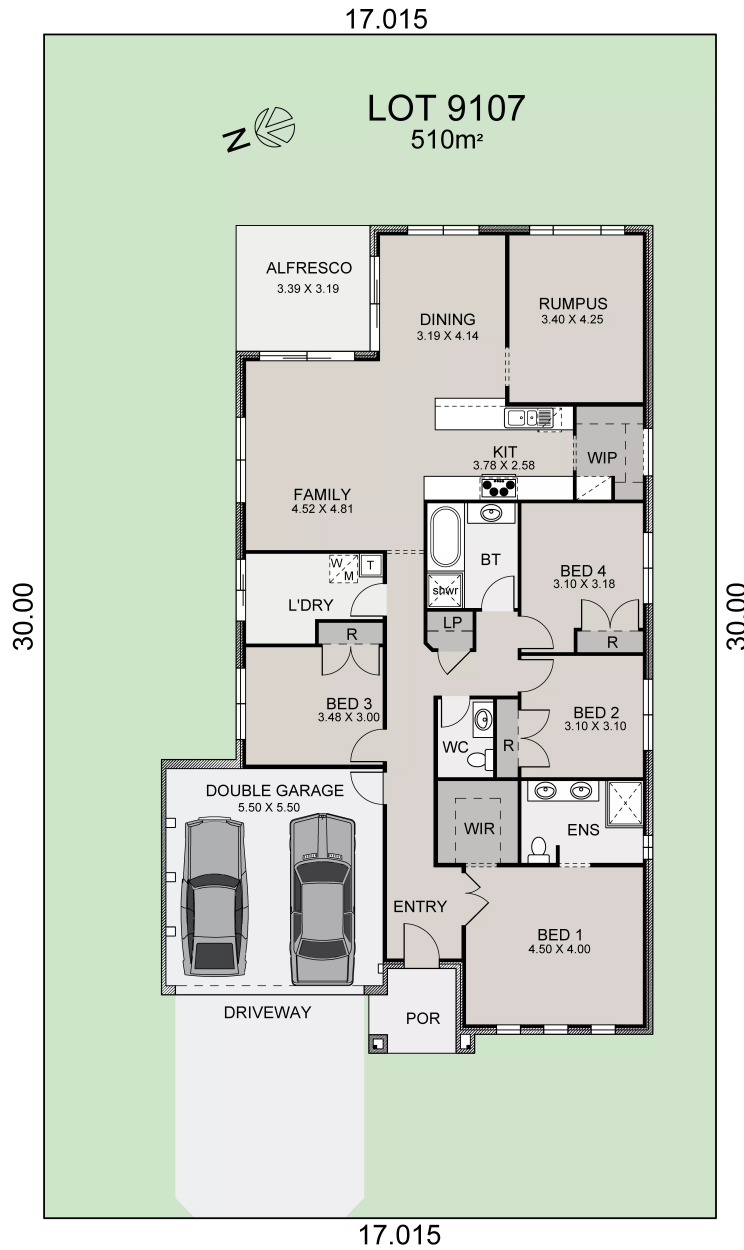 17.015
LOT 9107
510m²
N
ALFRESCO
3.39 X 3.19
DINING
3.19 X 4.14
RUMPUS
3.40 X 4.25
KIT
3.78 X 2.58
WIP
FAMILY
4.52 X 4.81
BT
shwr
BED 4
3.10 X 3.18
R
W
M
T
L'DRY
R
LP
30.00
30.00
BED 3
3.48 X 3.00
WC
R
BED 2
3.10 X 3.10
DOUBLE GARAGE
5.50 X 5.50
WIR
ENS
ENTRY
BED 1
4.50 X 4.00
DRIVEWAY
POR
17.015